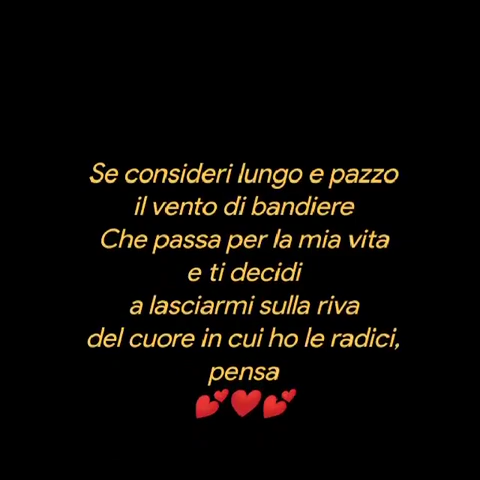 Se consideri lungo e pazzo
il vento di bandiere
Che passa per la mia vita
e ti decidi
a lasciarmi sulla riva
del cuore in cui ho le radici,
pensa
💕❤️💕